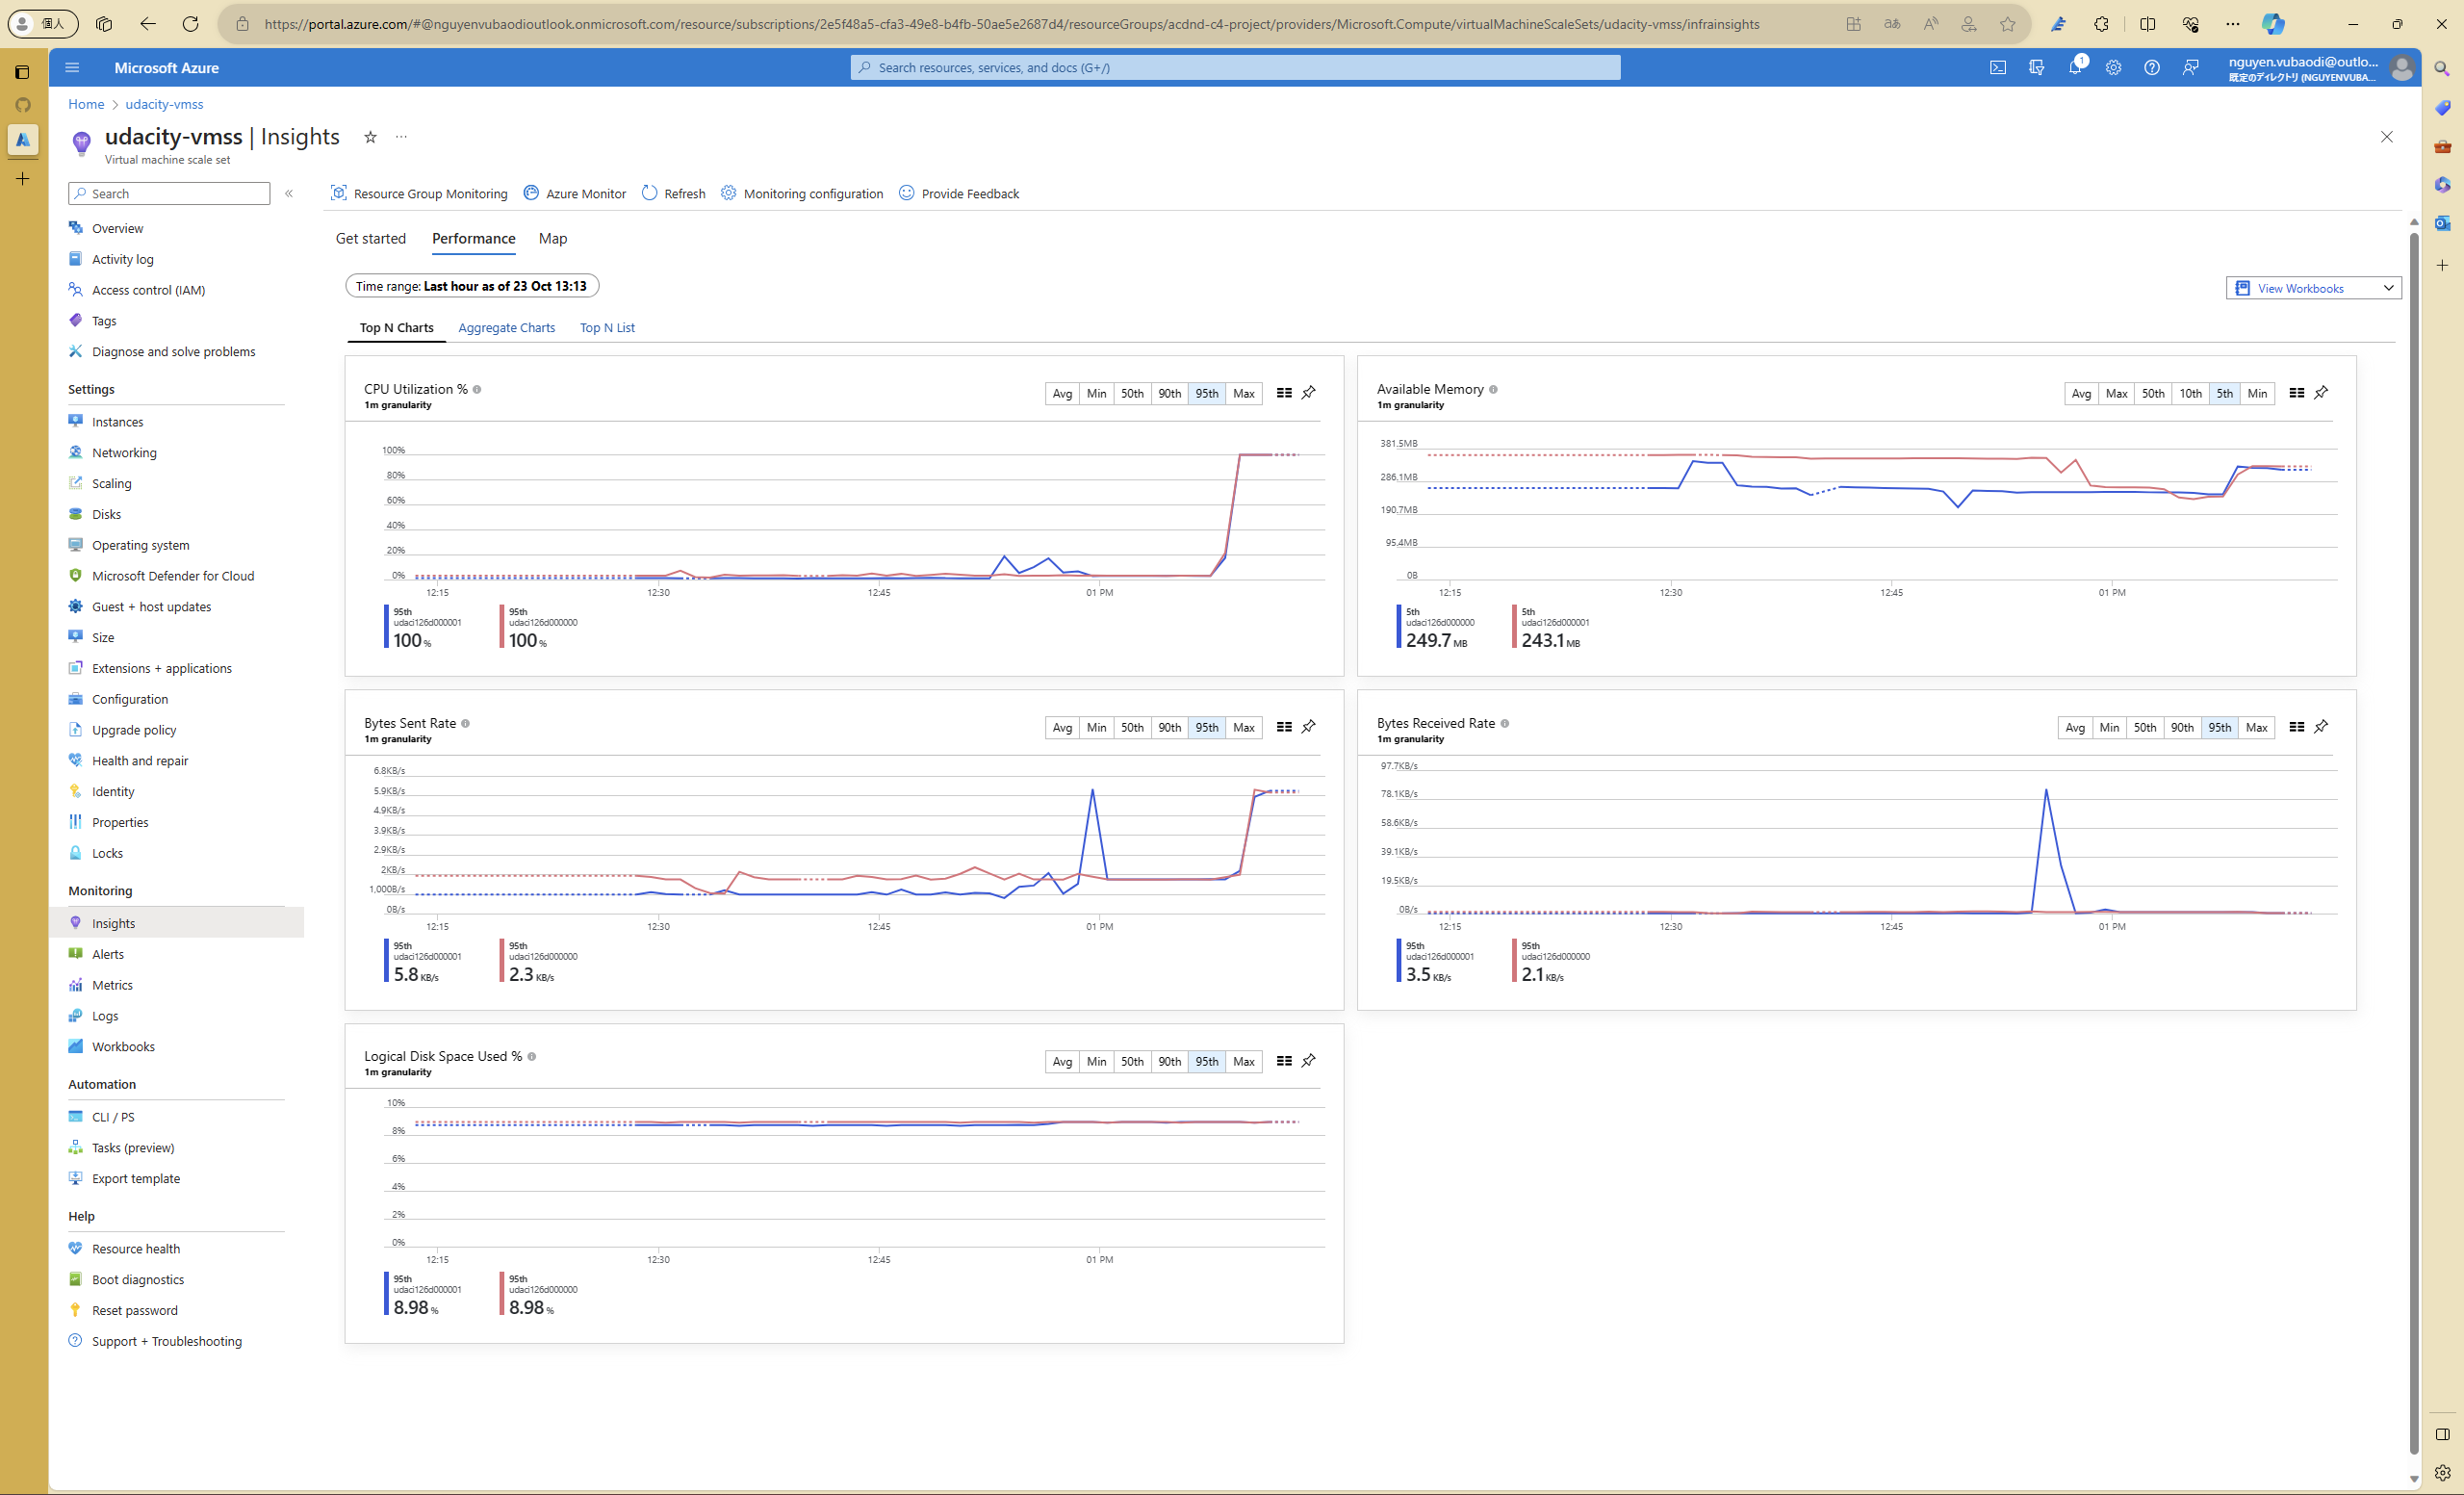 個人
https://portal.azure.com/#@nguyenvubaodioutlook.onmicrosoft.com/resource/subscriptions/2e5f48a5-cfa3-49e8-b4fb-50ae5e2687d4/resourceGroups/acdnd-c4-project/providers/Microsoft.Compute/virtualMachineScaleSets/udacity-vmss/infrainsights
Microsoft Azure
Search resources, services, and docs (G+/)
1
nguyen.vubaodi@outlo...
既定のディレクトリ (NGUYENVUBA...
Home > udacity-vmss
udacity-vmss | Insights
Virtual machine scale set
Search
Overview
Activity log
Access control (IAM)
Tags
Diagnose and solve problems
Settings
Instances
Networking
Scaling
Disks
Operating system
Microsoft Defender for Cloud
Guest + host updates
Size
Extensions + applications
Configuration
Upgrade policy
Health and repair
Identity
Properties
Locks
Monitoring
Insights
Alerts
Metrics
Logs
Workbooks
Automation
CLI / PS
Tasks (preview)
Export template
Help
Resource health
Boot diagnostics
Reset password
Support + Troubleshooting
Resource Group Monitoring Azure Monitor Refresh Monitoring configuration Provide Feedback
Get started Performance Map
Time range: Last hour as of 23 Oct 13:13
View Workbooks
Top N Charts Aggregate Charts Top N List
CPU Utilization %
1m granularity
Avg Min 50th 90th 95th Max
100%
80%
60%
40%
20%
0%
12:15 12:30 12:45 01 PM
95th 95th
udaci126d000001 udaci126d000000
100 % 100 %
Available Memory
1m granularity
Avg Max 50th 10th 5th Min
381.5MB
286.1MB
190.7MB
95.4MB
0B
12:15 12:30 12:45 01 PM
5th 5th
udaci126d000000 udaci126d000001
249.7 MB 243.1 MB
Bytes Sent Rate
1m granularity
Avg Min 50th 90th 95th Max
6.8KB/s
5.9KB/s
4.9KB/s
3.9KB/s
2.9KB/s
2KB/s
1,000B/s
0B/s
12:15 12:30 12:45 01 PM
95th 95th
udaci126d000001 udaci126d000000
5.8 KB/s 2.3 KB/s
Bytes Received Rate
1m granularity
Avg Min 50th 90th 95th Max
97.7KB/s
78.1KB/s
58.6KB/s
39.1KB/s
19.5KB/s
0B/s
12:15 12:30 12:45 01 PM
95th 95th
udaci126d000001 udaci126d000000
3.5 KB/s 2.1 KB/s
Logical Disk Space Used %
1m granularity
Avg Min 50th 90th 95th Max
10%
8%
6%
4%
2%
0%
12:15 12:30 12:45 01 PM
95th 95th
udaci126d000001 udaci126d000000
8.98 % 8.98 %